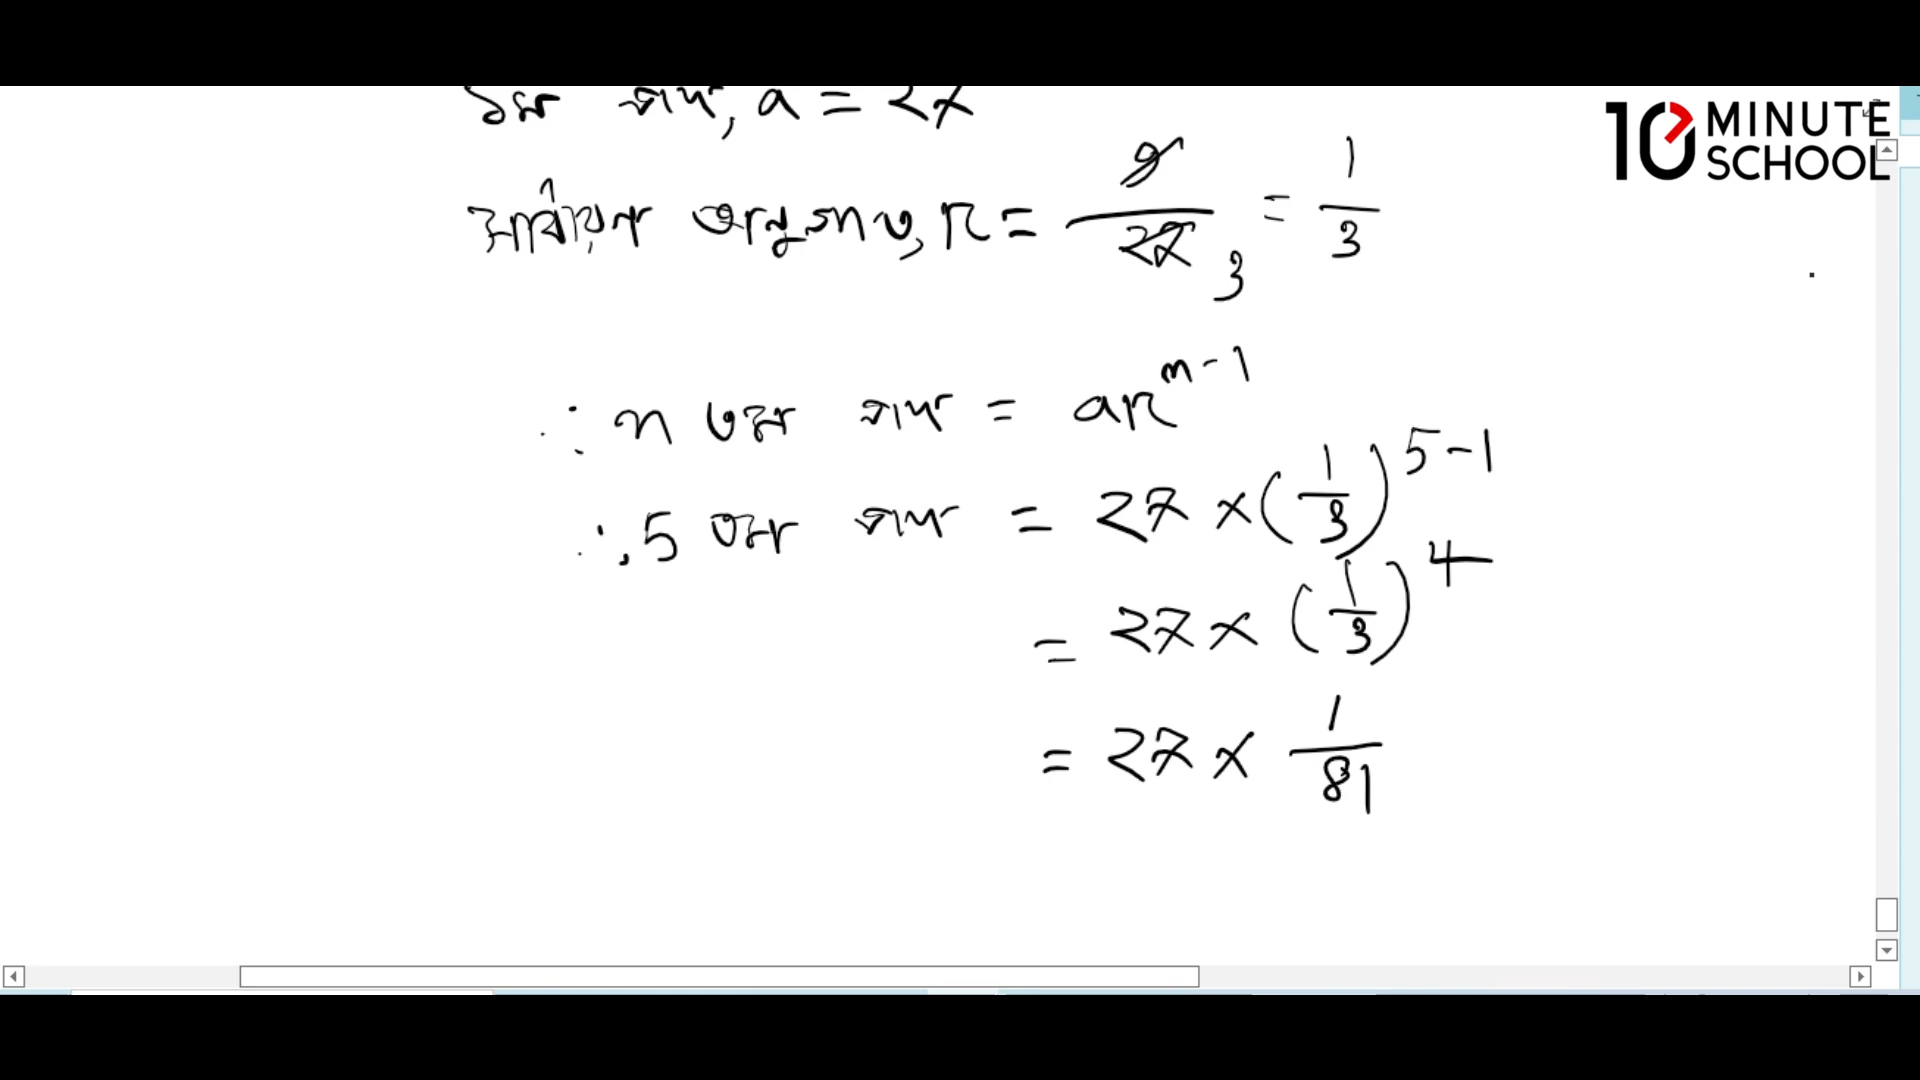 ১ম পদ, a = 27
সাধারণ অনুপাত, r = 9/27 3 = 1/3
∴ n তম পদ = ar^(n-1)
∴ 5 তম পদ = 27 × (1/3)^(5-1)
= 27 × (1/3)^4
= 27 × 1/81
10 MINUTE SCHOOL